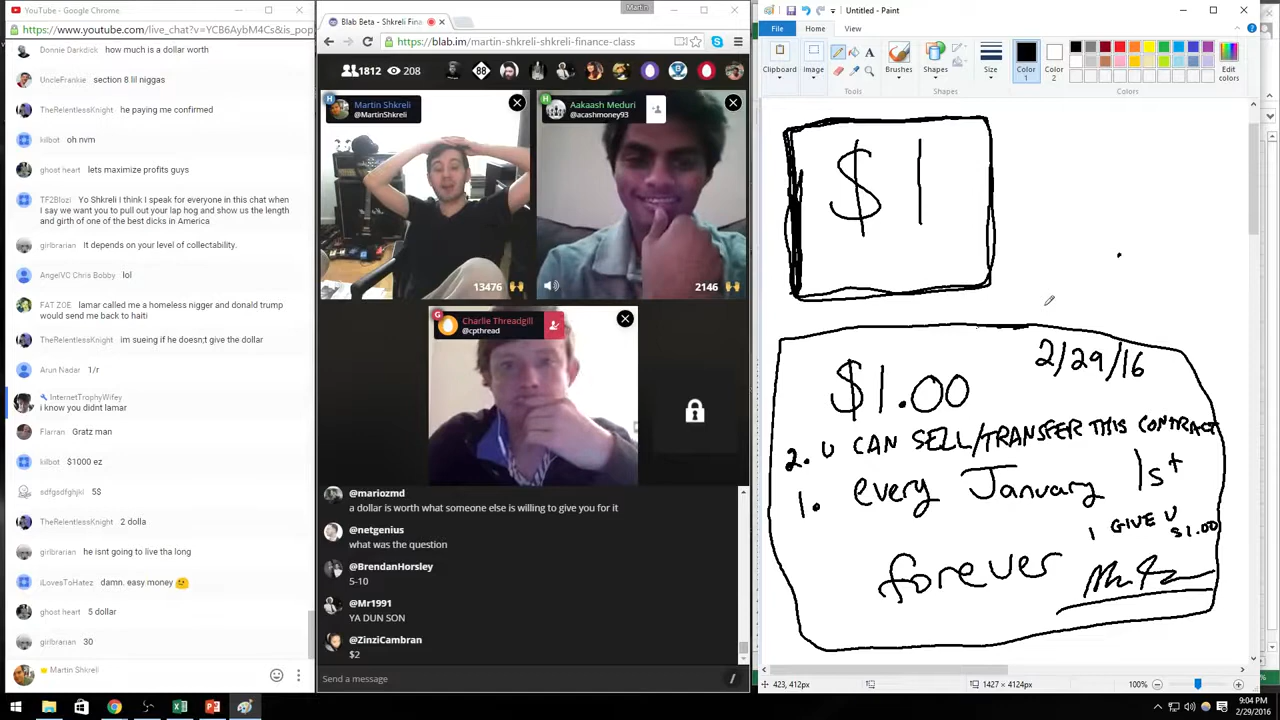 YouTube - Google Chrome
https://www.youtube.com/live_chat?v=YCB6AybM4Cs&is_pop
Donnie Darkdick how much is a dollar worth
UncleFrankie section 8 lil niggas
TheRelentlessKnight he paying me confirmed
kilbot oh nvm
ghost heart lets maximize profits guys
TF2Blozi Yo Shkreli I think I speak for everyone in this chat when
I say we want you to pull out your lap hog and show us the length
and girth of one of the best dicks in America
girlbrarian It depends on your level of collectability.
AngelVC Chris Bobby lol
FAT ZOE lamar called me a homeless nigger and donald trump
would send me back to haiti
TheRelentlessKnight im sueing if he doesn;t give the dollar
Arun Nadar 1/r
InternetTrophyWifey
i know you didnt lamar
Flarran Gratz man
kilbot $1000 ez
adfgsdfghjkl 5$
TheRelentlessKnight 2 dolla
girlbrarian he isnt going to live tha long
iLovesToHatez damn. easy money
ghost heart 5 dollar
girlbrarian 30
Martin Shkreli
Martin
Blab Beta - Shkreli Fina
https://blab.im/martin-shkreli-shkreli-finance-class
1812 208
88
H Martin Shkreli
@MartinShkreli
13476
H Aakaash Meduri
@acashmoney93
2146
G Charlie Threadgill
@cpthread
@mariozmd
a dollar is worth what someone else is willing to give you for it
@netgenius
what was the question
@BrendanHorsley
5-10
@Mr1991
YA DUN SON
@ZinziCambran
$2
Send a message
/
Untitled - Paint
File Home View
Clipboard
Image
Tools
Brushes
Shapes
Shapes
Size
Color
1
Color
2
Edit
colors
Colors
$1
2/29/16
$1.00
2. U CAN SELL/TRANSFER THIS CONTRACT
1. every January 1st
I GIVE U
$1.00
forever
423, 412px
1427 × 4124px
100%
9:04 PM
2/29/2016